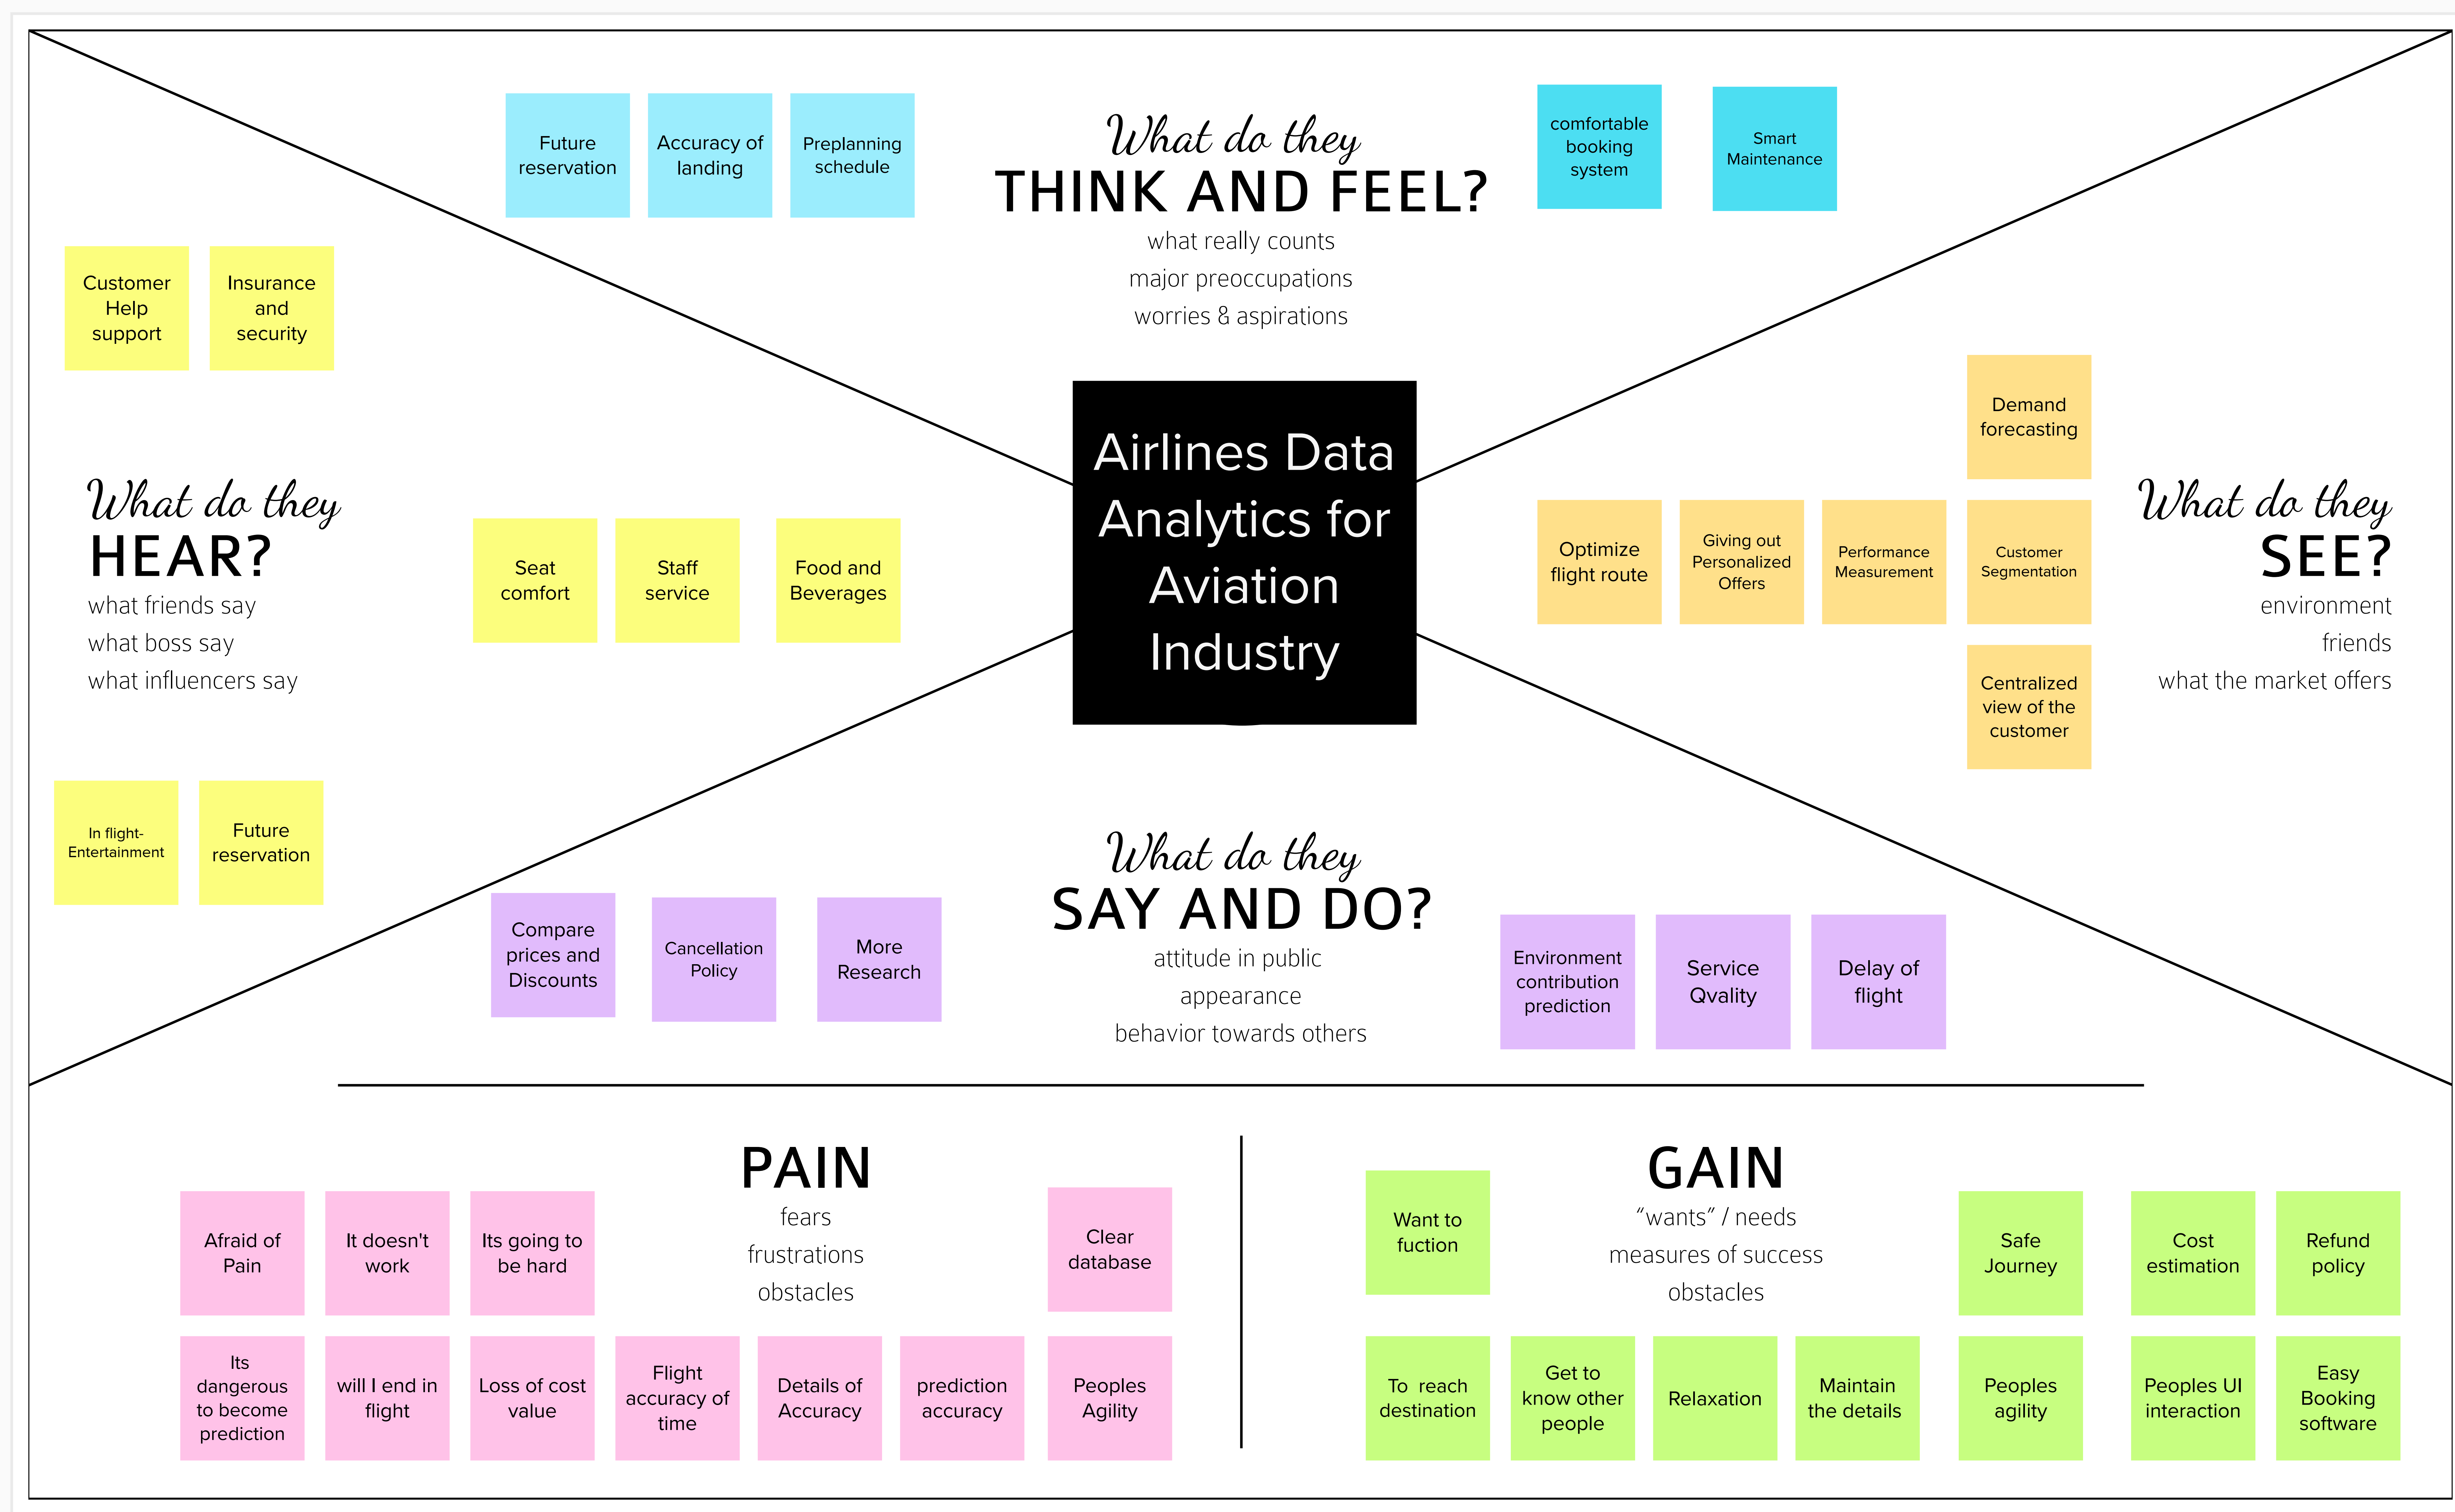 What do they
THINK AND FEEL?
what really counts
major preoccupations
worries & aspirations
Future
reservation
Accuracy of
landing
Preplanning
schedule
comfortable
booking
system
Smart
Maintenance
Customer
Help
support
Insurance
and
security
What do they
HEAR?
what friends say
what boss say
what influencers say
Seat
comfort
Staff
service
Food and
Beverages
In flight-
Entertainment
Future
reservation
Airlines Data
Analytics for
Aviation
Industry
Demand
forecasting
Optimize
flight route
Giving out
Personalized
Offers
Performance
Measurement
Customer
Segmentation
Centralized
view of the
customer
What do they
SEE?
environment
friends
what the market offers
What do they
SAY AND DO?
attitude in public
appearance
behavior towards others
Compare
prices and
Discounts
Cancellation
Policy
More
Research
Environment
contribution
prediction
Service
Qvality
Delay of
flight
PAIN
fears
frustrations
obstacles
Afraid of
Pain
It doesn't
work
Its going to
be hard
Clear
database
Its
dangerous
to become
prediction
will I end in
flight
Loss of cost
value
Flight
accuracy of
time
Details of
Accuracy
prediction
accuracy
Peoples
Agility
GAIN
“wants” / needs
measures of success
obstacles
Want to
fuction
Safe
Journey
Cost
estimation
Refund
policy
To reach
destination
Get to
know other
people
Relaxation
Maintain
the details
Peoples
agility
Peoples UI
interaction
Easy
Booking
software